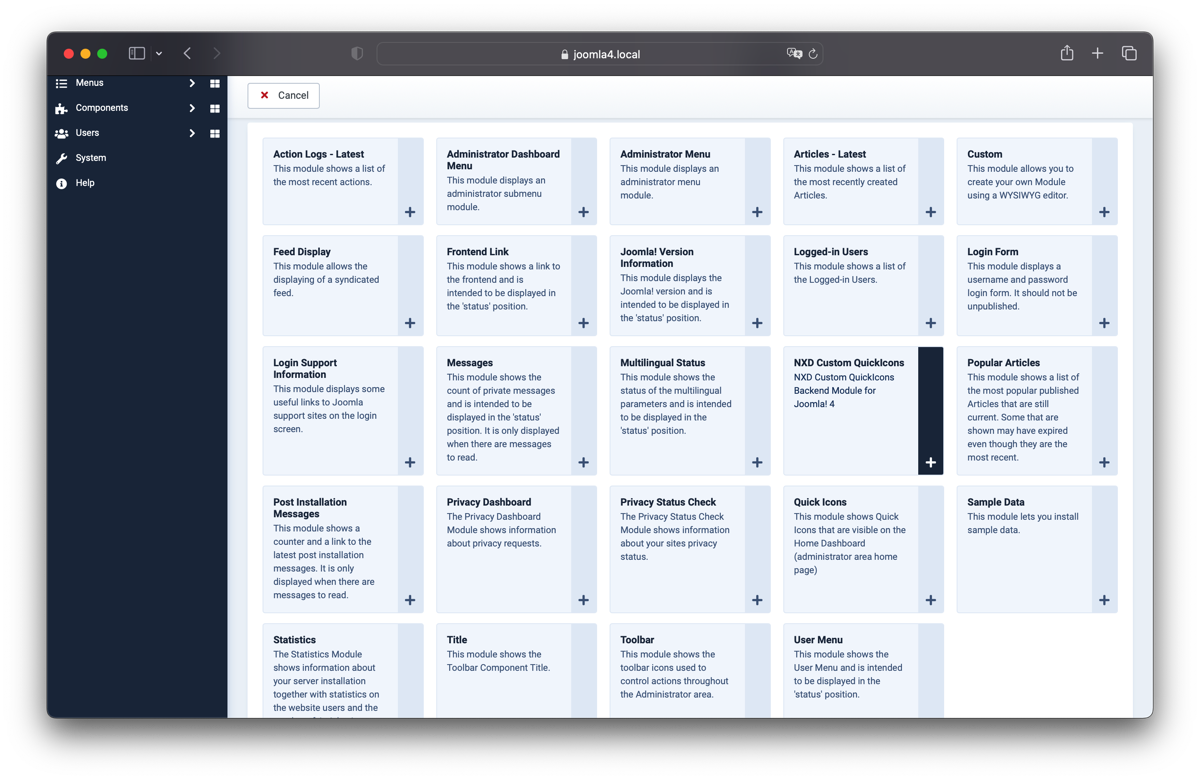 joomla4.local
Menus
Components
Users
System
Help
Cancel
Action Logs - Latest
This module shows a list of
the most recent actions.
Administrator Dashboard
Menu
This module displays an
administrator submenu
module.
Administrator Menu
This module displays an
administrator menu
module.
Articles - Latest
This module shows a list of
the most recently created
Articles.
Custom
This module allows you to
create your own Module
using a WYSIWYG editor.
Feed Display
This module allows the
displaying of a syndicated
feed.
Frontend Link
This module shows a link to
the frontend and is
intended to be displayed in
the 'status' position.
Joomla! Version
Information
This module displays the
Joomla! version and is
intended to be displayed in
the 'status' position.
Logged-in Users
This module shows a list of
the Logged-in Users.
Login Form
This module displays a
username and password
login form. It should not be
unpublished.
Login Support
Information
This module displays some
useful links to Joomla
support sites on the login
screen.
Messages
This module shows the
count of private messages
and is intended to be
displayed in the 'status'
position. It is only displayed
when there are messages
to read.
Multilingual Status
This module shows the
status of the multilingual
parameters and is intended
to be displayed in the
'status' position.
NXD Custom QuickIcons
NXD Custom QuickIcons
Backend Module for
Joomla! 4
Popular Articles
This module shows a list of
the most popular published
Articles that are still
current. Some that are
shown may have expired
even though they are the
most recent.
Post Installation
Messages
This module shows a
counter and a link to the
latest post installation
messages. It is only
displayed when there are
messages to read.
Privacy Dashboard
The Privacy Dashboard
Module shows information
about privacy requests.
Privacy Status Check
The Privacy Status Check
Module shows information
about your sites privacy
status.
Quick Icons
This module shows Quick
Icons that are visible on the
Home Dashboard
(administrator area home
page)
Sample Data
This module lets you install
sample data.
Statistics
The Statistics Module
shows information about
your server installation
together with statistics on
the website users and the
Title
This module shows the
Toolbar Component Title.
Toolbar
This module shows the
toolbar icons used to
control actions throughout
the Administrator area.
User Menu
This module shows the
User Menu and is intended
to be displayed in the
'status' position.